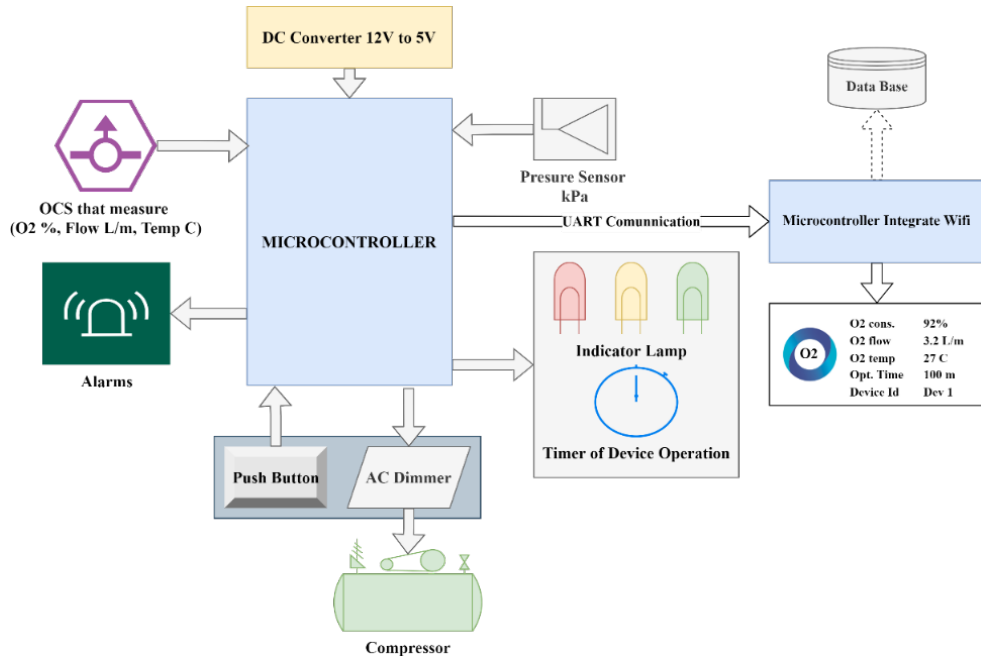 DC Converter 12V to 5V
Data Base
OCS that measure
(O2 %, Flow L/m, Temp C)
MICROCONTROLLER
Presure Sensor
kPa
UART Comunnication
Microcontroller Integrate Wifi
Alarms
Indicator Lamp
Timer of Device Operation
O2
O2 cons. 92%
O2 flow 3.2 L/m
O2 temp 27 C
Opt. Time 100 m
Device Id Dev 1
Push Button
AC Dimmer
Compressor